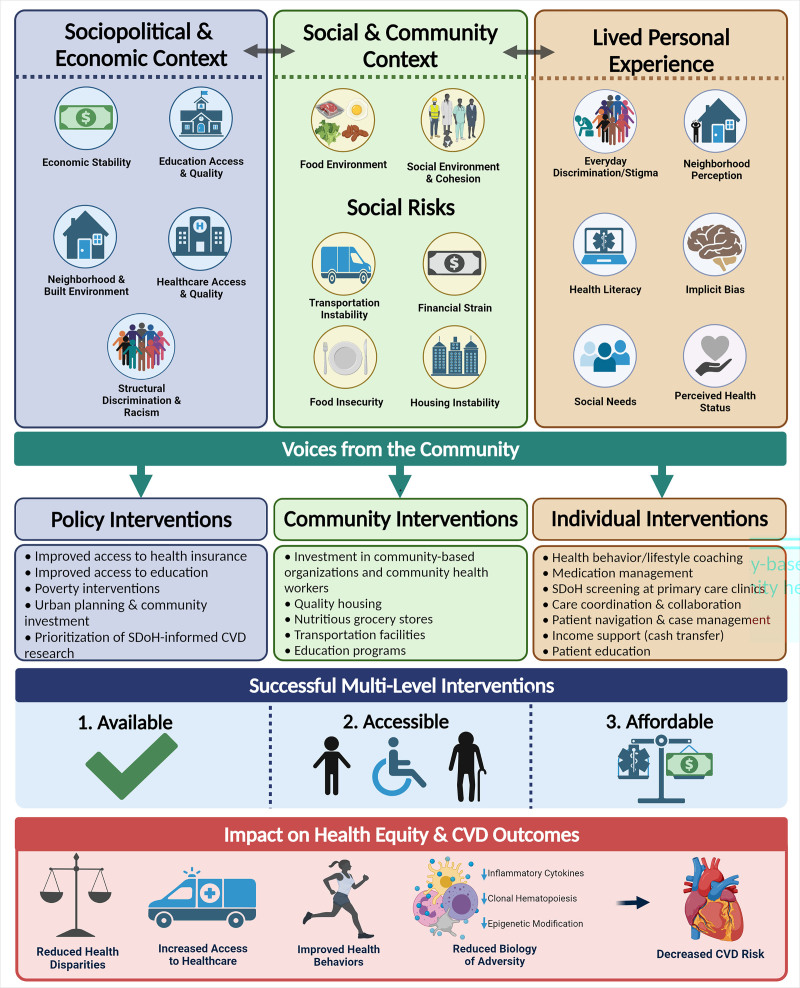 Sociopolitical &
Economic Context
Social & Community
Context
Lived Personal
Experience
Economic Stability
Education Access
& Quality
Neighborhood &
Built Environment
Healthcare Access
& Quality
H
Structural
Discrimination &
Racism
Food Environment
Social Environment
& Cohesion
Social Risks
Transportation
Instability
$
Financial Strain
Food Insecurity
Housing Instability
Everyday
Discrimination/Stigma
Neighborhood
Perception
Health Literacy
Implicit Bias
Social Needs
Perceived Health
Status
Voices from the Community
Policy Interventions
• Improved access to health insurance
• Improved access to education
• Poverty interventions
• Urban planning & community
investment
• Prioritization of SDoH-informed CVD
research
Community Interventions
• Investment in community-based
organizations and community health
workers
• Quality housing
• Nutritious grocery stores
• Transportation facilities
• Education programs
Individual Interventions
• Health behavior/lifestyle coaching
• Medication management
• SDoH screening at primary care clinics
• Care coordination & collaboration
• Patient navigation & case management
• Income support (cash transfer)
• Patient education
y-base
ity he
Successful Multi-Level Interventions
1. Available
2. Accessible
3. Affordable
$
Impact on Health Equity & CVD Outcomes
Reduced Health
Disparities
Increased Access
to Healthcare
Improved Health
Behaviors
Inflammatory Cytokines
Clonal Hematopoiesis
Epigenetic Modification
Reduced Biology
of Adversity
Decreased CVD Risk